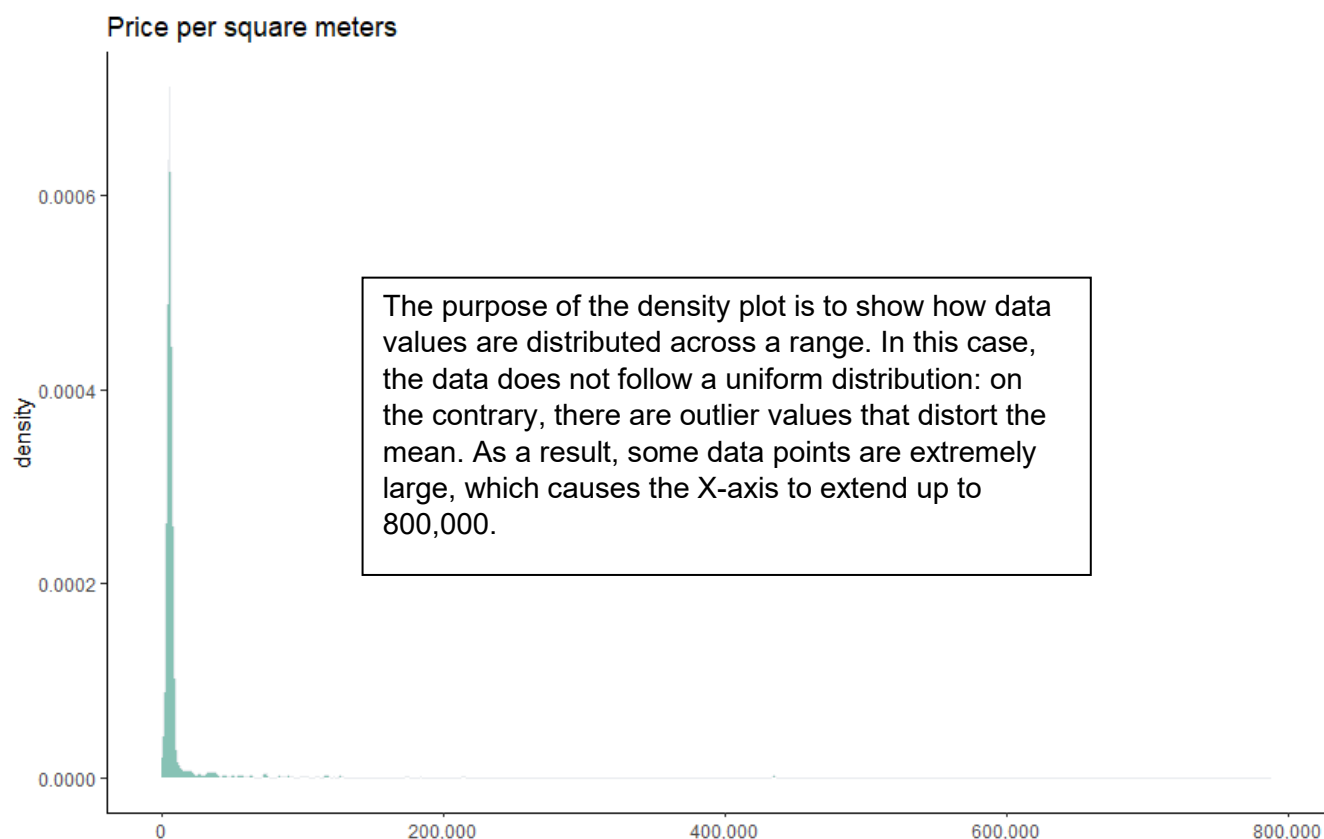 Price per square meters
0.0006
0.0004
density
0.0002
0.0000
The purpose of the density plot is to show how data
values are distributed across a range. In this case,
the data does not follow a uniform distribution: on
the contrary, there are outlier values that distort the
mean. As a result, some data points are extremely
large, which causes the X-axis to extend up to
800,000.
0
200.000
400.000
600.000
800.000